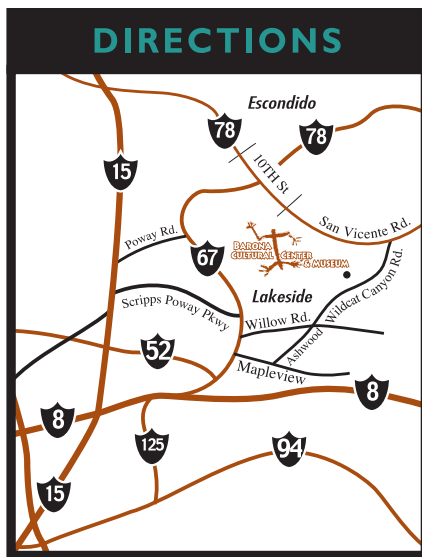 DIRECTIONS
Escondido
78
78
15
10TH St
San Vicente Rd.
Poway Rd.
67
BARONA
CULTURAL CENTER
& MUSEUM
Wildcat Canyon Rd.
Lakeside
Scripps Poway Pkwy
Willow Rd.
52
Ashwood
Mapleview
8
8
125
94
15